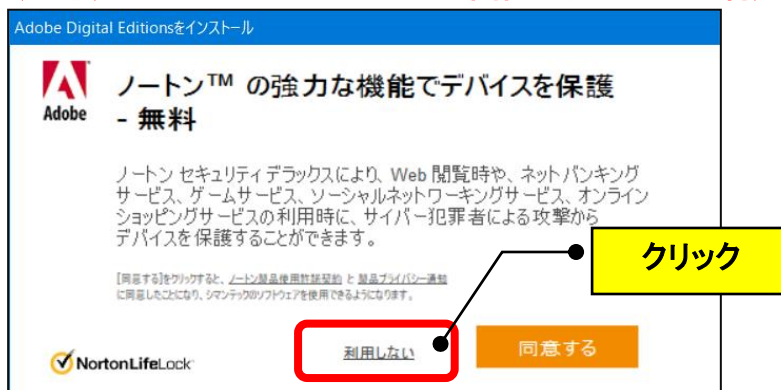 Adobe Digital Editionsをインストール
Adobe
ノートン™ の強力な機能でデバイスを保護
- 無料
ノートン セキュリティ デラックスにより、Web 閲覧時や、ネットバンキング
サービス、ゲームサービス、ソーシャルネットワーキングサービス、オンライン
ショッピングサービスの利用時に、サイバー犯罪者による攻撃から
デバイスを保護することができます。
クリック
[同意する]をクリックすると、ノートン製品使用許諾契約 と 製品プライバシー通知
に同意したことになり、シマンテックのソフトウェアを使用できるようになります。
利用しない
同意する
NortonLifeLock